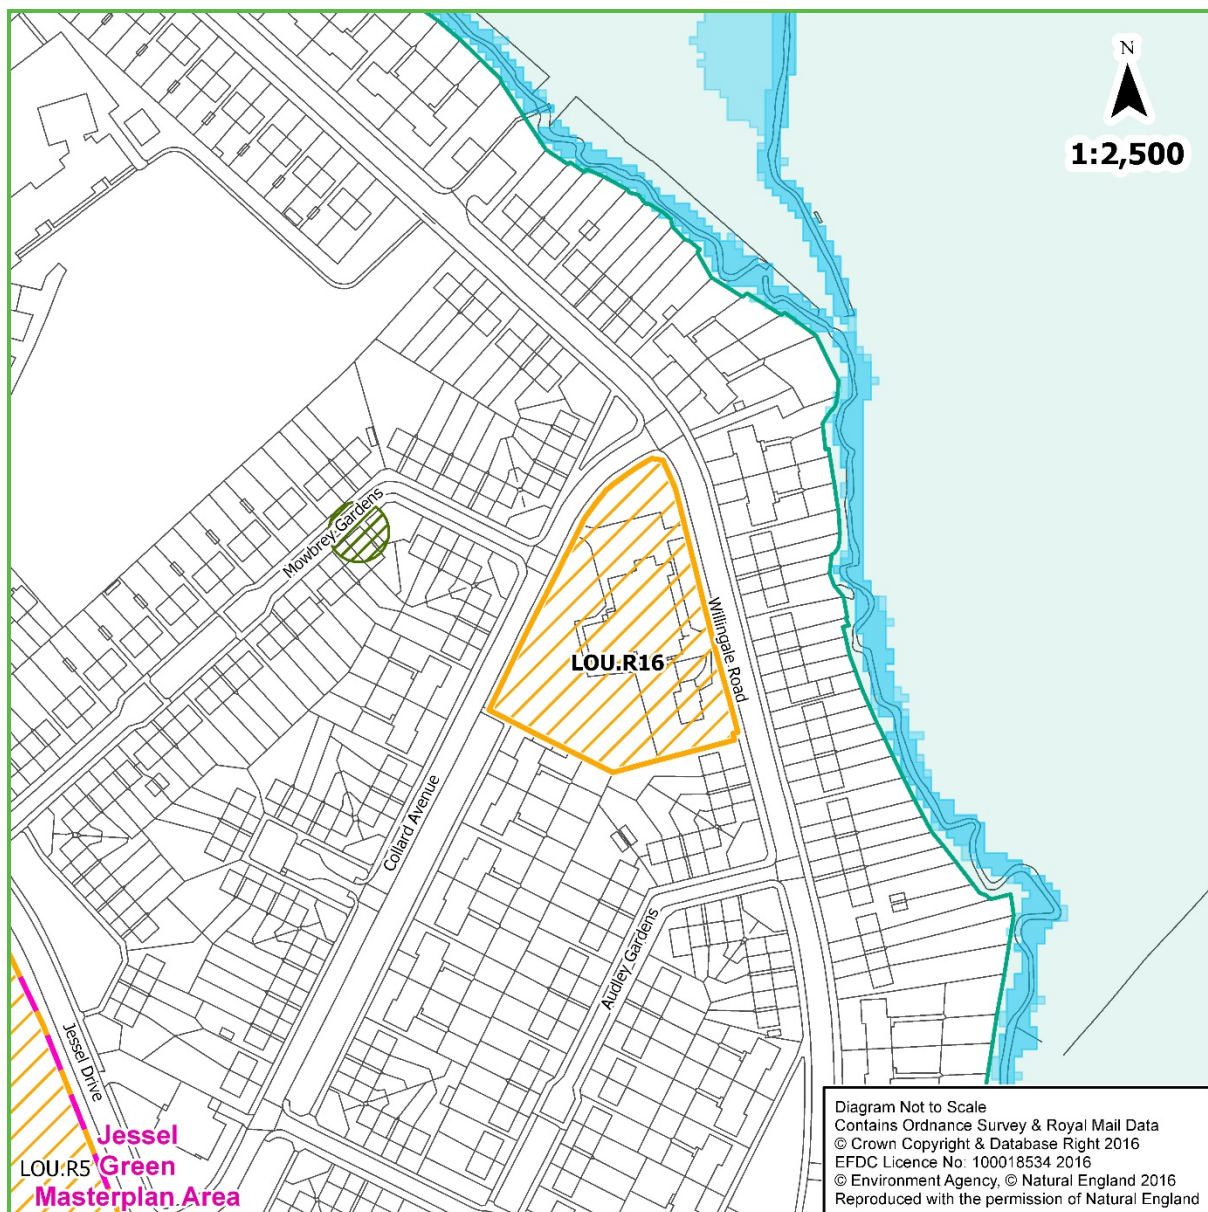 N
1:2,500
Mowbrey Gardens
Willingale Road
LOU.R16
Collard Avenue
Audley Gardens
Jessel Drive
Jessel
LOU.R5 Green
Masterplan Area
Diagram Not to Scale
Contains Ordnance Survey & Royal Mail Data
© Crown Copyright & Database Right 2016
EFDC Licence No: 100018534 2016
© Environment Agency, © Natural England 2016
Reproduced with the permission of Natural England